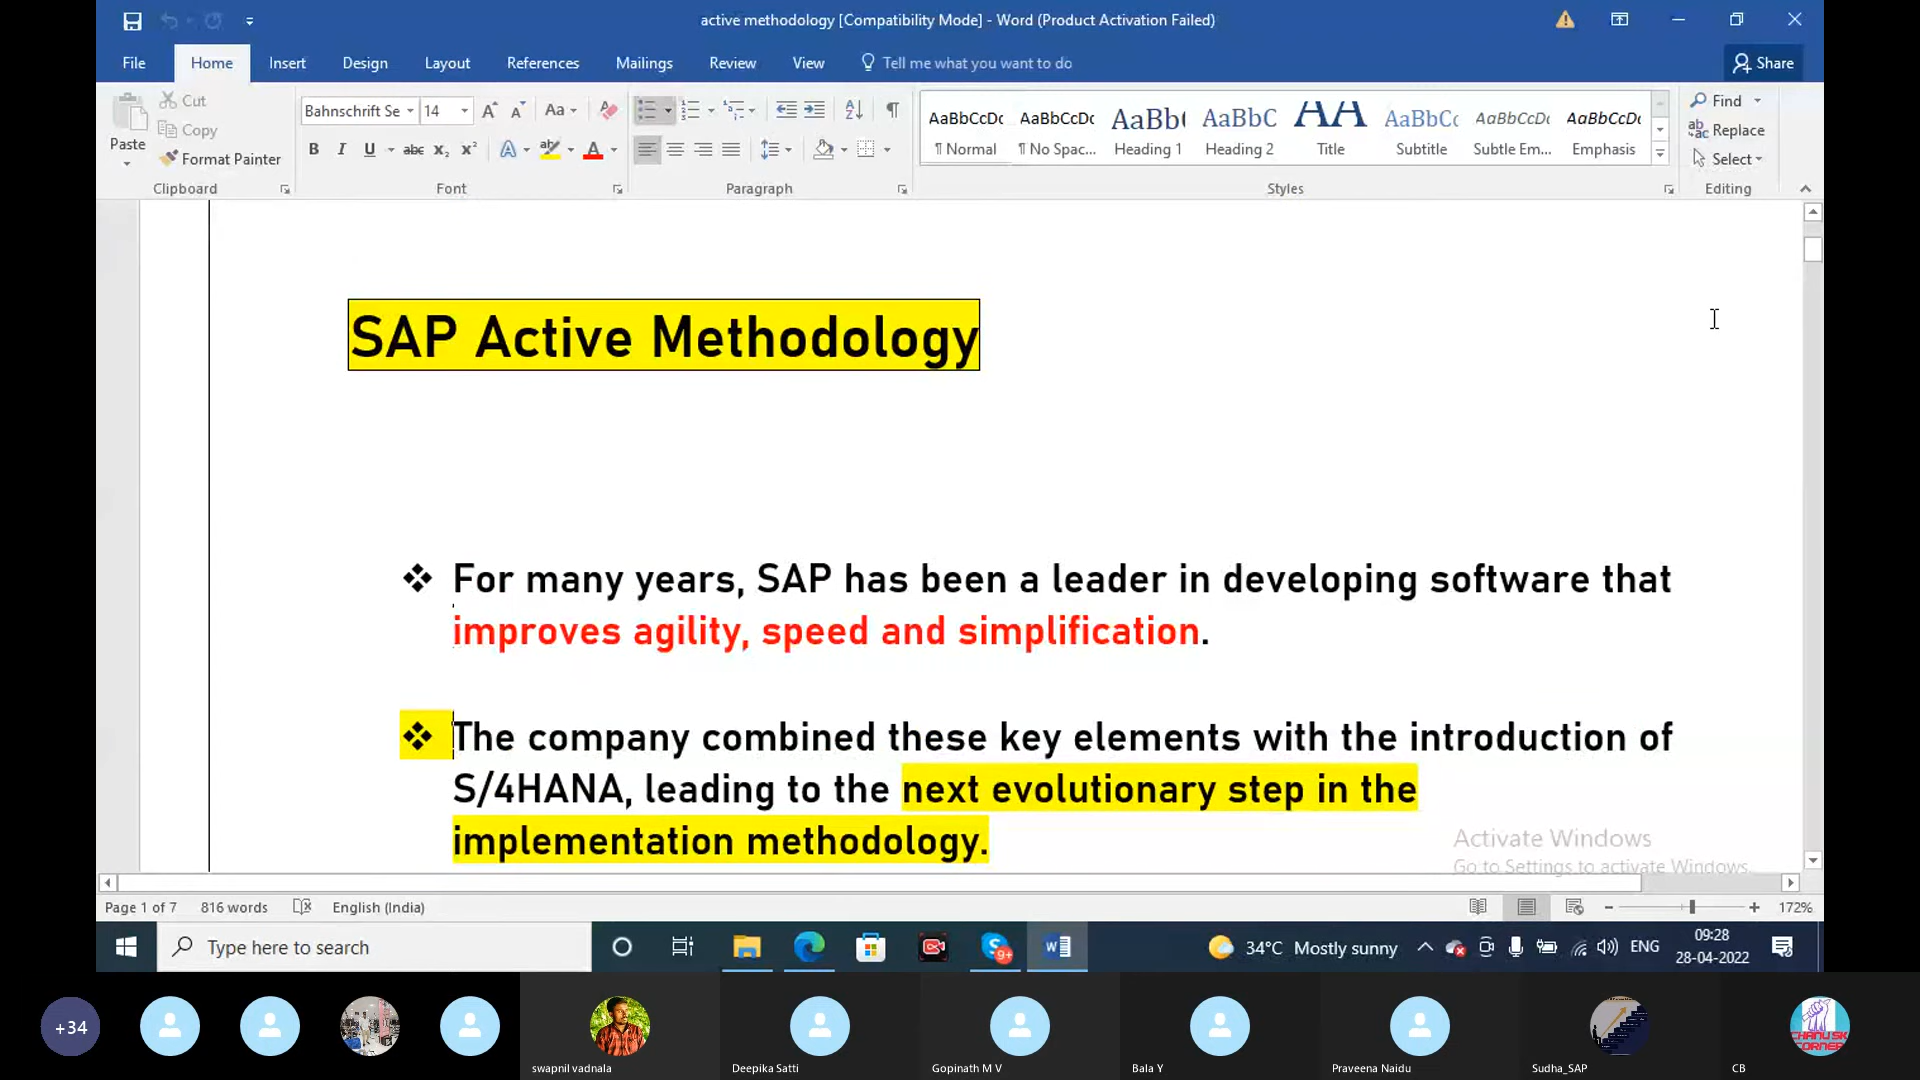 active methodology [Compatibility Mode] - Word (Product Activation Failed)
File Home Insert Design Layout References Mailings Review View Tell me what you want to do Share
Paste
Cut
Copy
Format Painter
Clipboard
Bahnschrift Se 14
Font
Paragraph
AaBbCcDc AaBbCcDc AaBb( AaBbC AA AaBbCc AaBbCcDc AaBbCcDc
¶ Normal ¶ No Spac... Heading 1 Heading 2 Title Subtitle Subtle Em... Emphasis
Styles
Find
Replace
Select
Editing
SAP Active Methodology
❖ For many years, SAP has been a leader in developing software that
improves agility, speed and simplification.
❖ The company combined these key elements with the introduction of
S/4HANA, leading to the next evolutionary step in the
implementation methodology.
Activate Windows
Go to Settings to activate Windows.
Page 1 of 7 816 words English (India) 172%
Type here to search
9+
34°C Mostly sunny
ENG
09:28
28-04-2022
+34
swapnil vadnala
Deepika Satti
Gopinath M V
Bala Y
Praveena Naidu
Sudha_SAP
CHANUSK
CORNER
CB